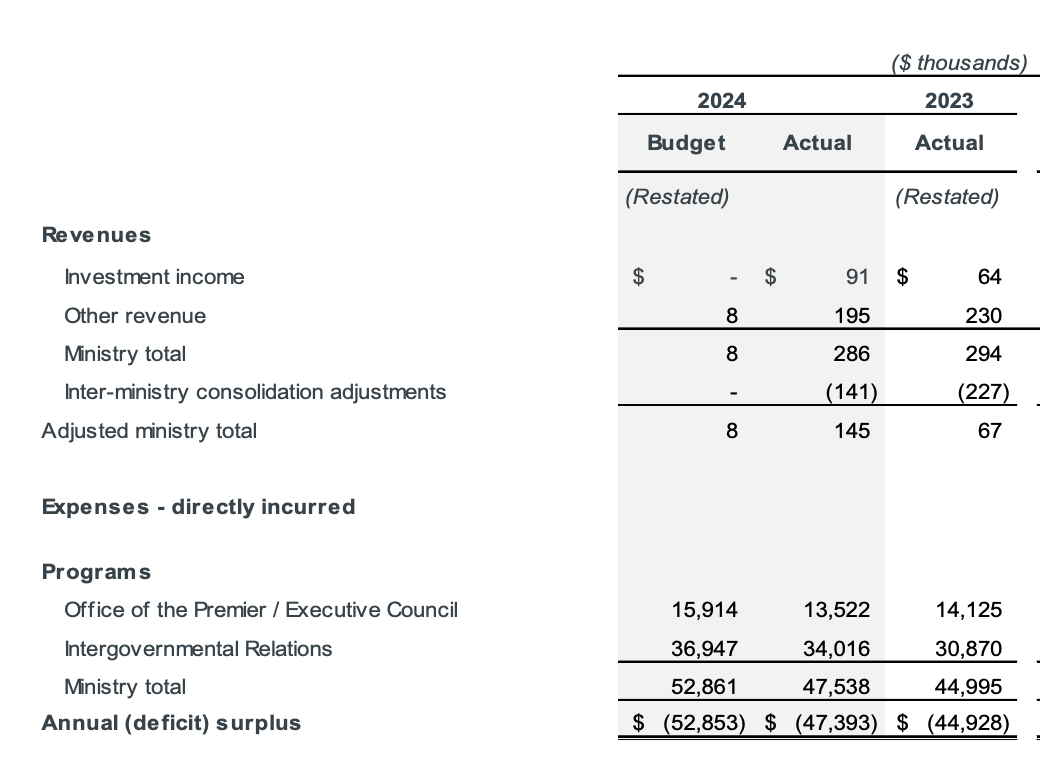 ($ thousands)
2024 2023
Budget Actual Actual
(Restated) (Restated)
Revenues
Investment income $ - $ 91 $ 64
Other revenue 8 195 230
Ministry total 8 286 294
Inter-ministry consolidation adjustments - (141) (227)
Adjusted ministry total 8 145 67
Expenses - directly incurred
Programs
Office of the Premier / Executive Council 15,914 13,522 14,125
Intergovernmental Relations 36,947 34,016 30,870
Ministry total 52,861 47,538 44,995
Annual (deficit) surplus $ (52,853) $ (47,393) $ (44,928)